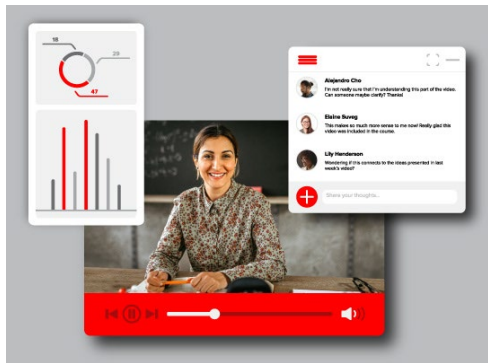 18
29
47
Alejandro Cho
I'm not really sure that I'm understanding this part of the video.
Can someone maybe clarify? Thanks!
Elaina Suveg
This makes so much more sense to me now! Really glad this
video was included in the course.
Lily Henderson
Wondering if this connects to the ideas presented in last
week's video?
Share your thoughts...